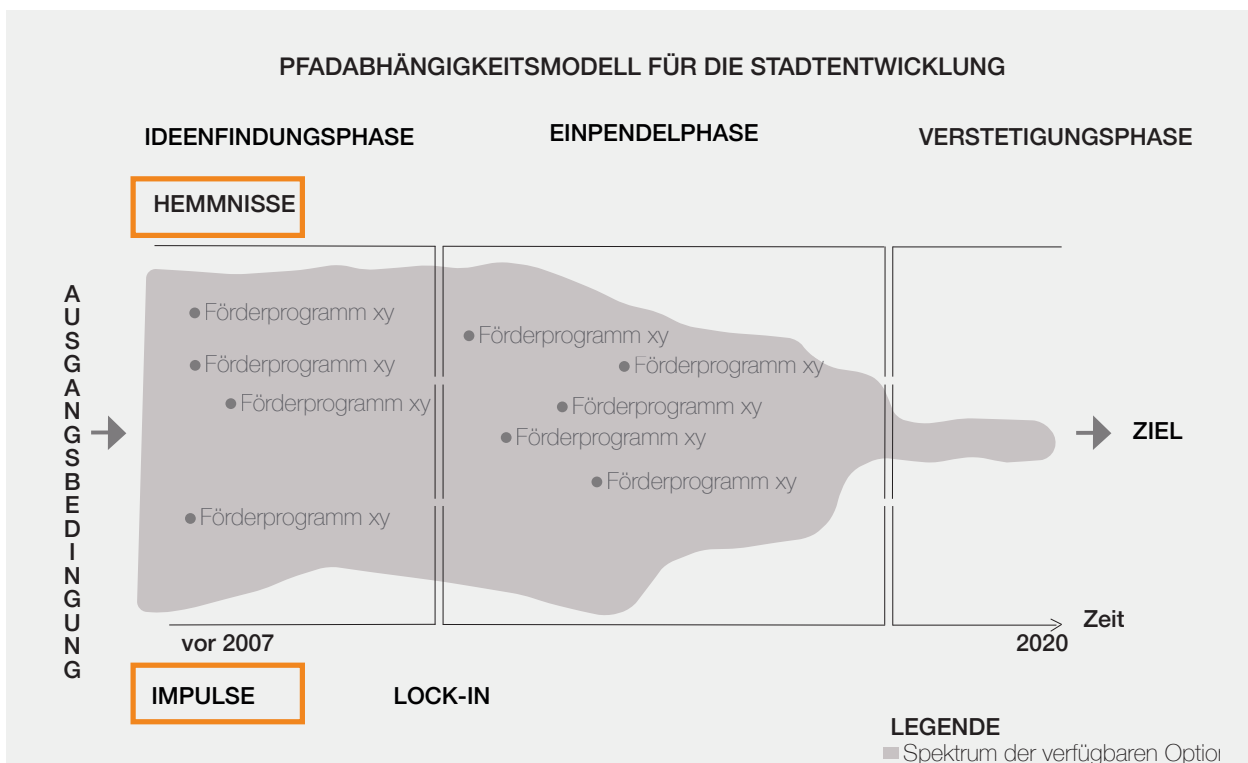 PFADABHÄNGIGKEITSMODELL FÜR DIE STADTENTWICKLUNG
IDEENFINDUNGSPHASE
EINPENDELPHASE
VERSTETIGUNGSPHASE
HEMMNISSE
AUSGANGSBEDINGUNG
Förderprogramm xy
Förderprogramm xy
Förderprogramm xy
Förderprogramm xy
Förderprogramm xy
Förderprogramm xy
Förderprogramm xy
Förderprogramm xy
Förderprogramm xy
ZIEL
Zeit
vor 2007
2020
IMPULSE
LOCK-IN
LEGENDE
Spektrum der verfügbaren